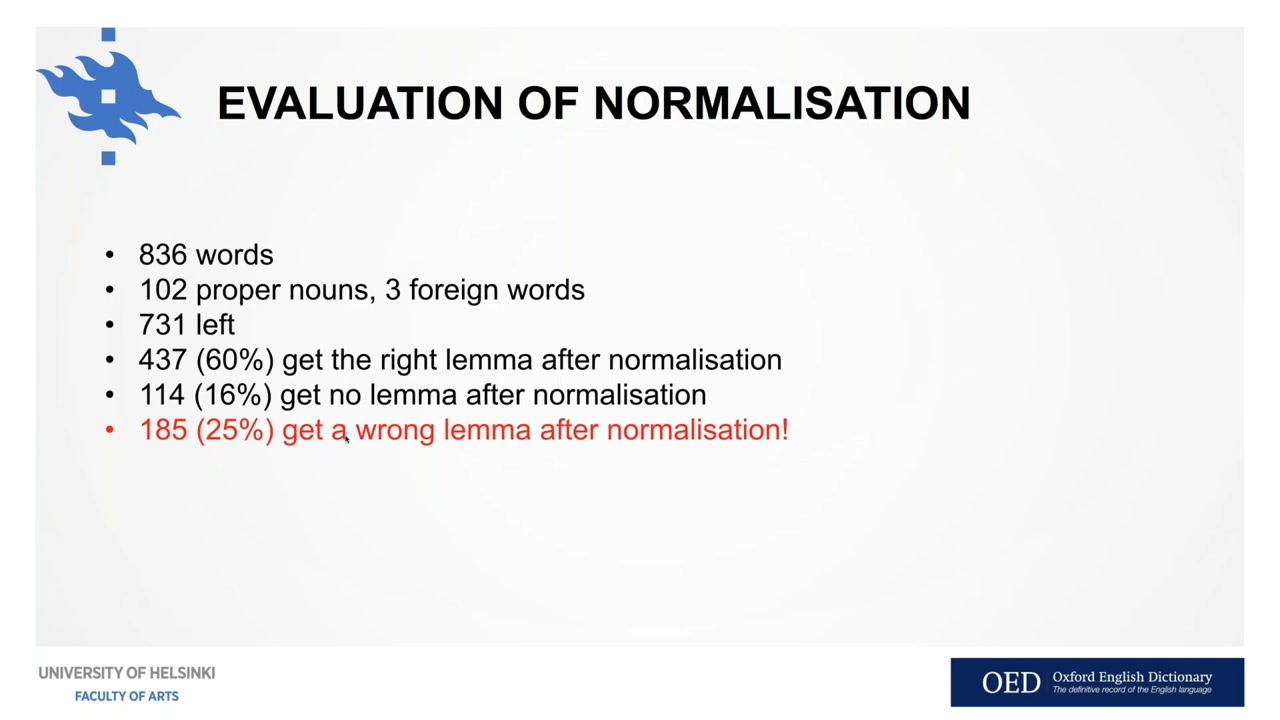 EVALUATION OF NORMALISATION
• 836 words
• 102 proper nouns, 3 foreign words
• 731 left
• 437 (60%) get the right lemma after normalisation
• 114 (16%) get no lemma after normalisation
• 185 (25%) get a wrong lemma after normalisation!
UNIVERSITY OF HELSINKI
FACULTY OF ARTS
OED Oxford English Dictionary
The definitive record of the English language